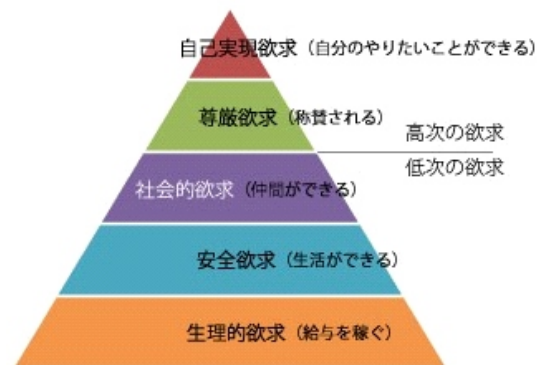 自己実現欲求（自分のやりたいことができる）
尊厳欲求（称賛される）
高次の欲求
低次の欲求
社会的欲求（仲間ができる）
安全欲求（生活ができる）
生理的欲求（給与を稼ぐ）